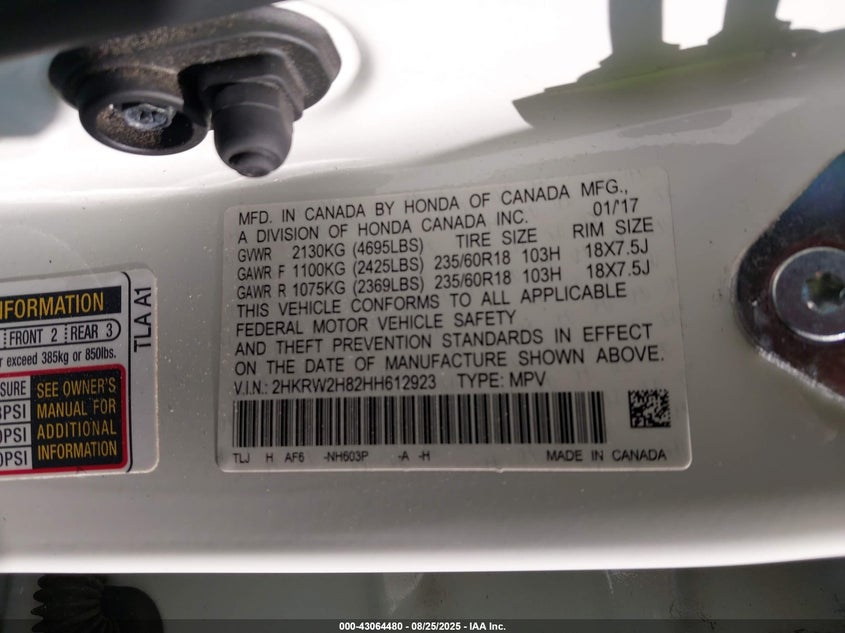 MFD. IN CANADA BY HONDA OF CANADA MFG.,
A DIVISION OF HONDA CANADA INC. 01/'17
GVWR 2130KG (4695LBS) TIRE SIZE RIM SIZE
GAWR F 1100KG (2425LBS) 235/60R18 103H 18X7.5J
GAWR R 1075KG (2369LBS) 235/60R18 103H 18X7.5J
THIS VEHICLE CONFORMS TO ALL APPLICABLE
FEDERAL MOTOR VEHICLE SAFETY
AND THEFT PREVENTION STANDARDS IN EFFECT
ON THE DATE OF MANUFACTURE SHOWN ABOVE.
V.I.N.: 2HKRW2H82HH612923 TYPE: MPV
TLJ H AF6 -NH603P -A -H MADE IN CANADA
INFORMATION
FRONT 2 REAR 3
exceed 385kg or 850lbs.
SEE OWNER'S
MANUAL FOR
ADDITIONAL
INFORMATION
TLA A1
000-43064480 - 08/25/2025 - IAA Inc.